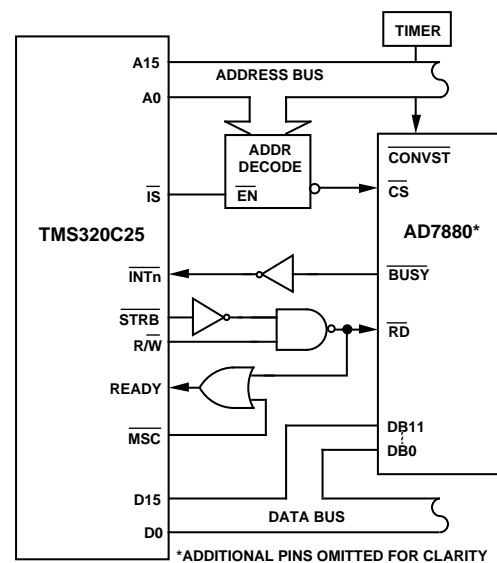 TIMER
A15
ADDRESS BUS
A0
ADDR
DECODE
CONVST
IS
EN
CS
TMS320C25
AD7880*
INTn
BUSY
STRB
R/W
RD
READY
MSC
DB11
DB0
D15
DATA BUS
D0
*ADDITIONAL PINS OMITTED FOR CLARITY